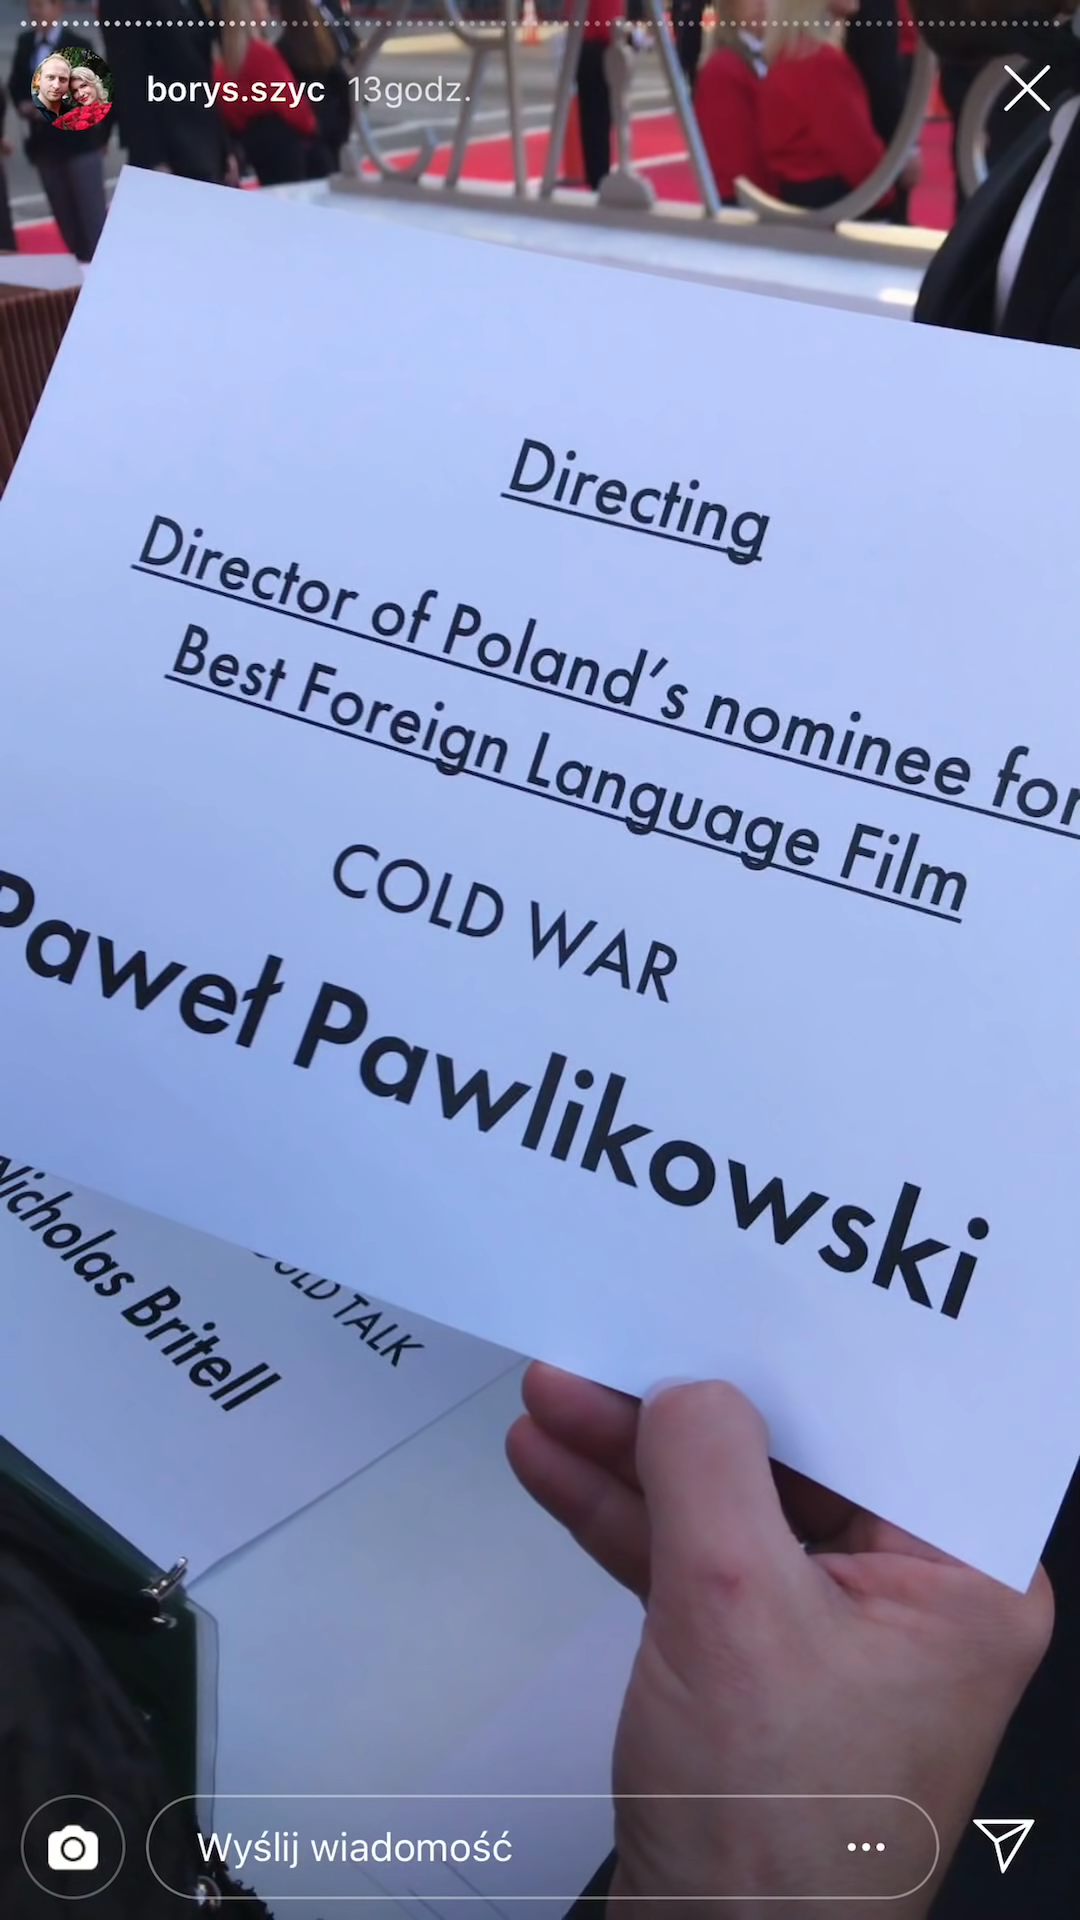 borys.szyc 13godz.
Directing
Director of Poland's nominee for
Best Foreign Language Film
COLD WAR
Paweł Pawlikowski
TALK
Nicholas Britell
Wyślij wiadomość